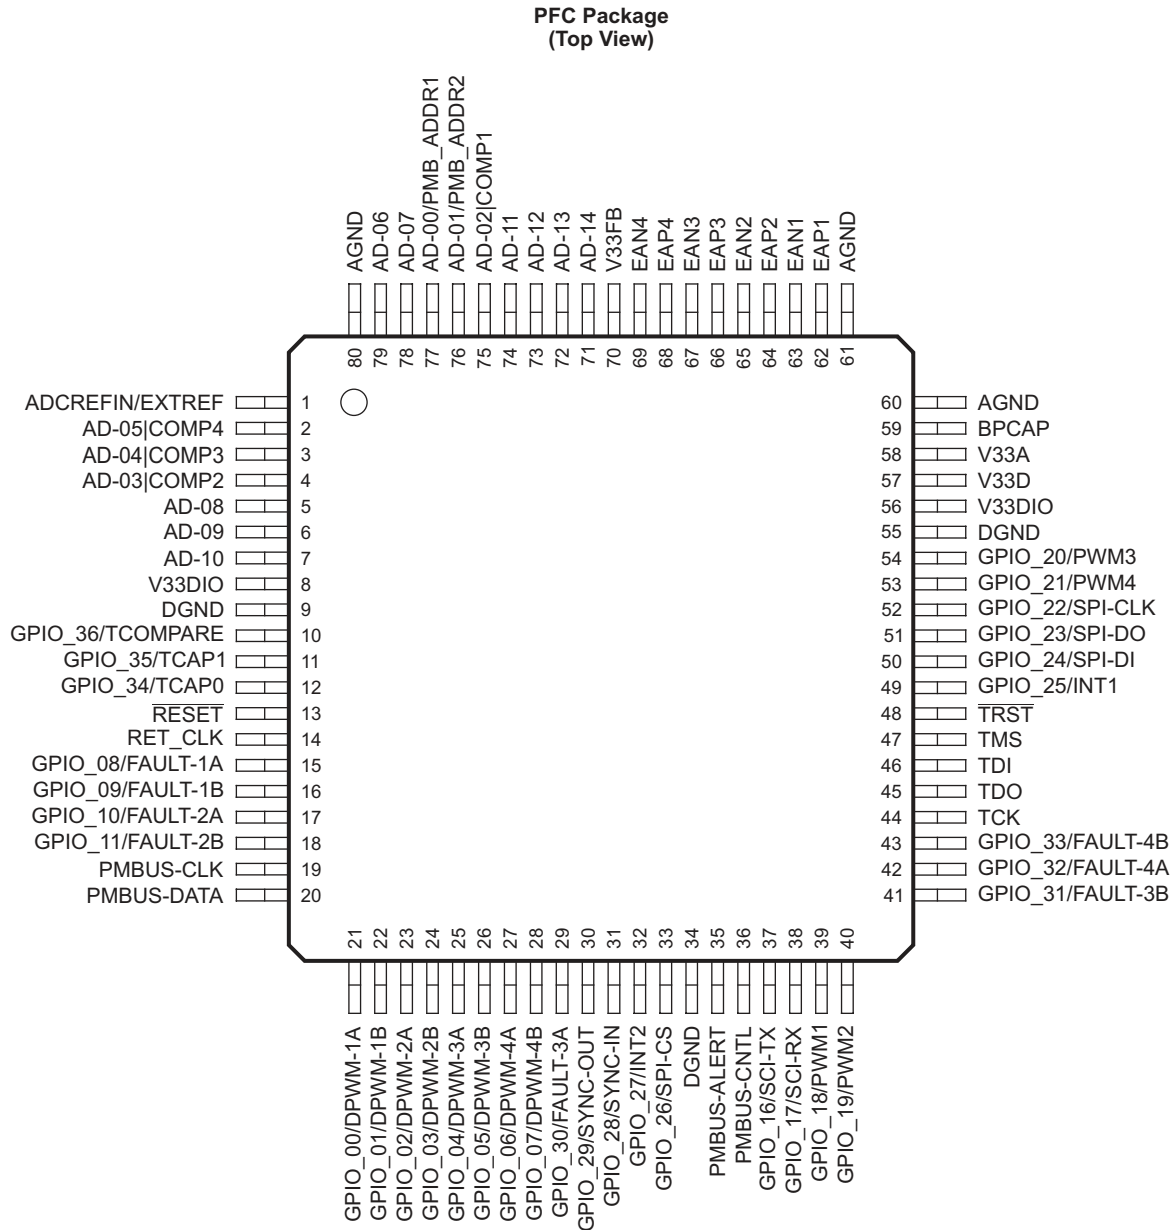 PFC Package
(Top View)
AGND
AD-06
AD-07
AD-00/PMB_ADDR1
AD-01/PMB_ADDR2
AD-02|COMP1
AD-11
AD-12
AD-13
AD-14
V33FB
EAN4
EAP4
EAN3
EAP3
EAN2
EAP2
EAN1
EAP1
AGND
80
79
78
77
76
75
74
73
72
71
70
69
68
67
66
65
64
63
62
61
ADCREFIN/EXTREF 1
AD-05|COMP4 2
AD-04|COMP3 3
AD-03|COMP2 4
AD-08 5
AD-09 6
AD-10 7
V33DIO 8
DGND 9
GPIO_36/TCOMPARE 10
GPIO_35/TCAP1 11
GPIO_34/TCAP0 12
RESET 13
RET_CLK 14
GPIO_08/FAULT-1A 15
GPIO_09/FAULT-1B 16
GPIO_10/FAULT-2A 17
GPIO_11/FAULT-2B 18
PMBUS-CLK 19
PMBUS-DATA 20
60 AGND
59 BPCAP
58 V33A
57 V33D
56 V33DIO
55 DGND
54 GPIO_20/PWM3
53 GPIO_21/PWM4
52 GPIO_22/SPI-CLK
51 GPIO_23/SPI-DO
50 GPIO_24/SPI-DI
49 GPIO_25/INT1
48 TRST
47 TMS
46 TDI
45 TDO
44 TCK
43 GPIO_33/FAULT-4B
42 GPIO_32/FAULT-4A
41 GPIO_31/FAULT-3B
21
22
23
24
25
26
27
28
29
30
31
32
33
34
35
36
37
38
39
40
GPIO_00/DPWM-1A
GPIO_01/DPWM-1B
GPIO_02/DPWM-2A
GPIO_03/DPWM-2B
GPIO_04/DPWM-3A
GPIO_05/DPWM-3B
GPIO_06/DPWM-4A
GPIO_07/DPWM-4B
GPIO_30/FAULT-3A
GPIO_29/SYNC-OUT
GPIO_28/SYNC-IN
GPIO_27/INT2
GPIO_26/SPI-CS
DGND
PMBUS-ALERT
PMBUS-CNTL
GPIO_16/SCI-TX
GPIO_17/SCI-RX
GPIO_18/PWM1
GPIO_19/PWM2